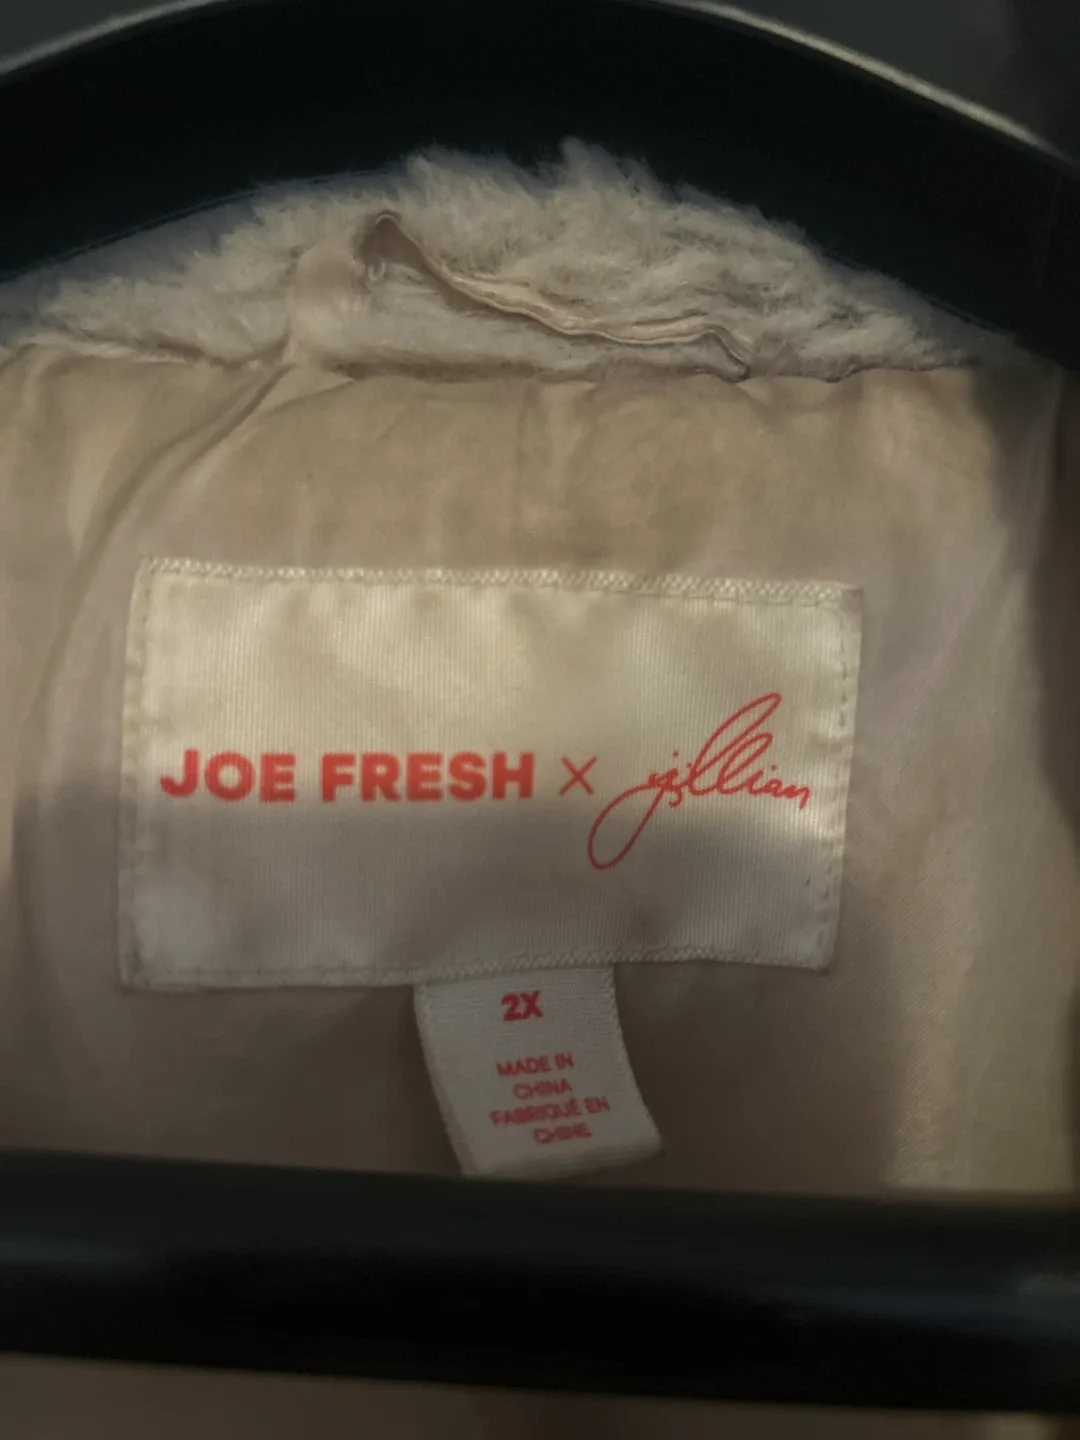 JOE FRESH × jillian
2X
MADE IN
CHINA
FABRIQUÉ EN
CHINE